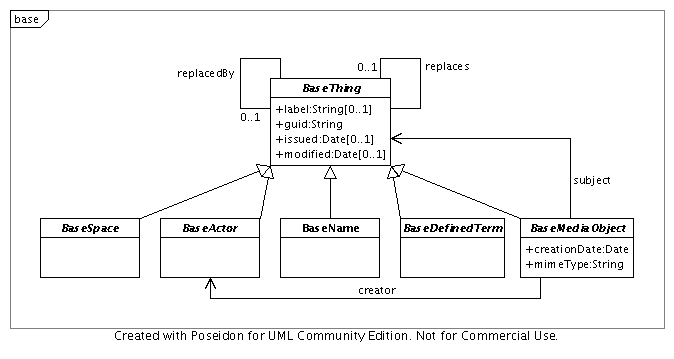 base
replacedBy
0..1
replaces
0..1
BaseThing
+label:String[0..1]
+guid:String
+issued:Date[0..1]
+modified:Date[0..1]
subject
BaseSpace
BaseActor
BaseName
BaseDefinedTerm
BaseMediaObject
+creationDate:Date
+mimeType:String
creator
Created with Poseidon for UML Community Edition. Not for Commercial Use.